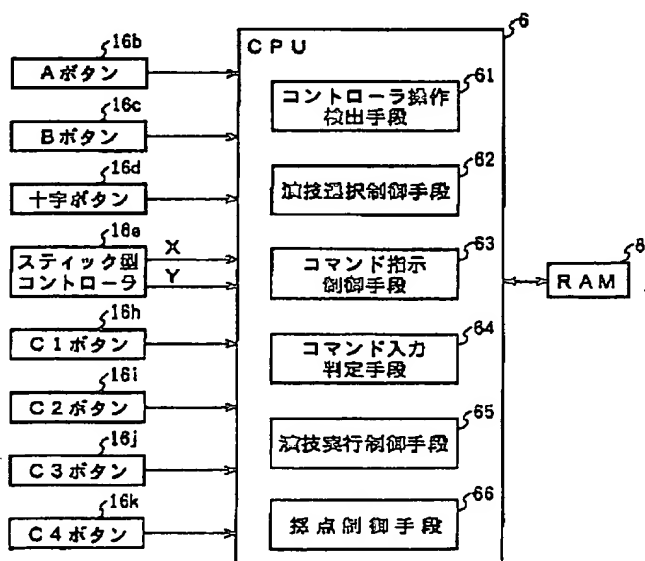 6
CPU
16b
Aボタン
16c
Bボタン
16d
十字ボタン
16e
スティック型
コントローラ
X
Y
16h
C1ボタン
16i
C2ボタン
16j
C3ボタン
16k
C4ボタン
61
コントローラ操作
検出手段
62
演技選択制御手段
63
コマンド指示
制御手段
64
コマンド入力
判定手段
65
演技実行制御手段
66
採点制御手段
8
RAM